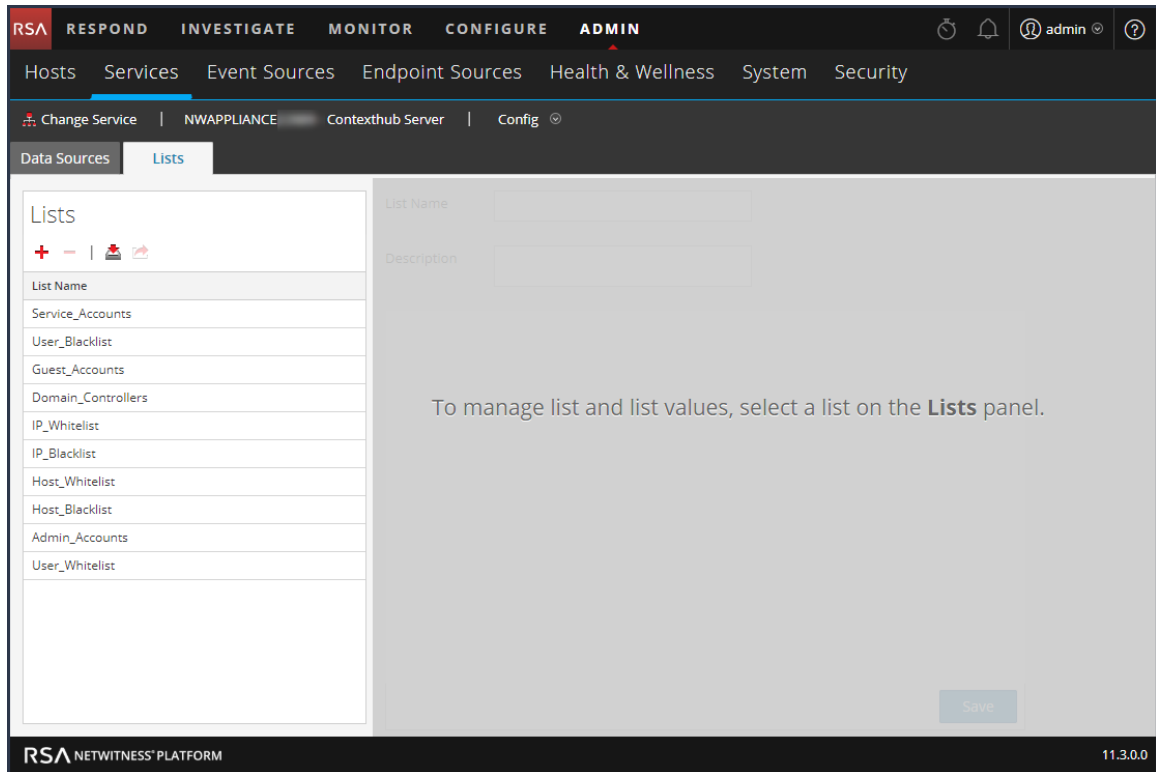 RSA RESPOND INVESTIGATE MONITOR CONFIGURE ADMIN admin ?
Hosts Services Event Sources Endpoint Sources Health & Wellness System Security
Change Service | NWAPPLIANCE Contexthub Server | Config
Data Sources Lists
Lists
List Name
Service_Accounts
User_Blacklist
Guest_Accounts
Domain_Controllers
IP_Whitelist
IP_Blacklist
Host_Whitelist
Host_Blacklist
Admin_Accounts
User_Whitelist
List Name
Description
To manage list and list values, select a list on the Lists panel.
Save
RSA NETWITNESS® PLATFORM 11.3.0.0